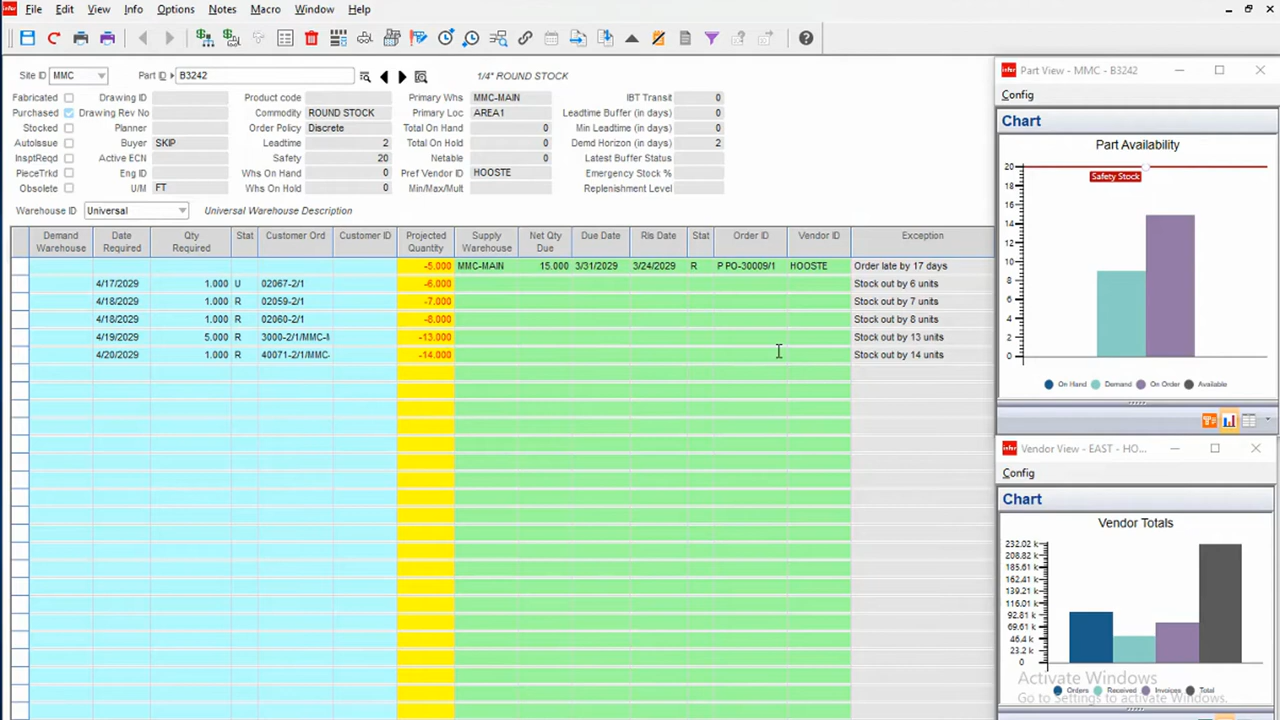 infor File Edit View Info Options Notes Macro Window Help
Site ID MMC Part ID B3242 1/4" ROUND STOCK
Fabricated Drawing ID Product code Primary Whs MMC-MAIN IBT Transit 0
Purchased Drawing Rev No Commodity ROUND STOCK Primary Loc AREA1 Leadtime Buffer (in days) 0
Stocked Planner Order Policy Discrete Total On Hand 0 Min Leadtime (in days) 0
AutoIssue Buyer SKIP Leadtime 2 Total On Hold 0 Demd Horizon (in days) 2
InsptReqd Active ECN Safety 20 Netable 0 Latest Buffer Status
PieceTrkd Eng ID Whs On Hand 0 Pref Vendor ID HOOSTE Emergency Stock %
Obsolete U/M FT Whs On Hold 0 Min/Max/Mult Replenishment Level
Warehouse ID Universal Universal Warehouse Description
Demand Warehouse Date Required Qty Required Stat Customer Ord Customer ID Projected Quantity Supply Warehouse Net Qty Due Due Date Rls Date Stat Order ID Vendor ID Exception
-5.000 MMC-MAIN 15.000 3/31/2029 3/24/2029 R P PO-30009/1 HOOSTE Order late by 17 days
4/17/2029 1.000 U 02067-2/1 -6.000 Stock out by 6 units
4/18/2029 1.000 R 02059-2/1 -7.000 Stock out by 7 units
4/18/2029 1.000 R 02060-2/1 -8.000 Stock out by 8 units
4/19/2029 5.000 R 3000-2/1/MMC-M -13.000 Stock out by 13 units
4/20/2029 1.000 R 40071-2/1/MMC- -14.000 Stock out by 14 units
infor Part View - MMC - B3242
Config
Chart
Part Availability
20
Safety Stock
18
16
14
12
10
8
6
4
2
0
On Hand Demand On Order Available
infor Vendor View - EAST - HO...
Config
Chart
Vendor Totals
232.02 k
208.82 k
185.61k
162.41 k
139.21 k
116.01 k
92.81 k
69.61 k
46.4 k
23.2 k
0
Orders Received Invoices Total
Activate Windows
Go to Settings to activate Windows.